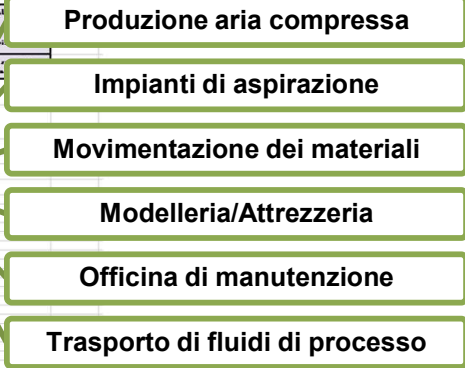 Produzione aria compressa
Impianti di aspirazione
Movimentazione dei materiali
Modelleria/Attrezzeria
Officina di manutenzione
Trasporto di fluidi di processo